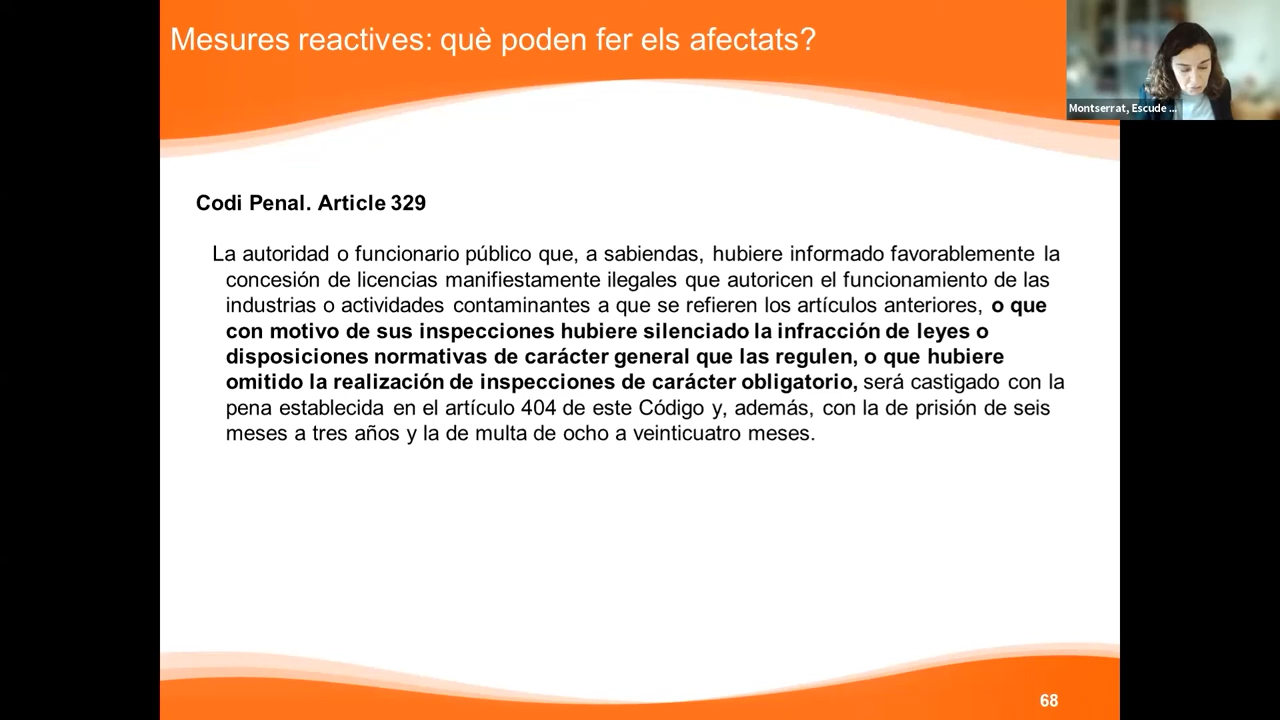 Mesures reactives: què poden fer els afectats?
Montserrat, Escude ...
Codi Penal. Article 329
La autoridad o funcionario público que, a sabiendas, hubiere informado favorablemente la
concesión de licencias manifiestamente ilegales que autoricen el funcionamiento de las
industrias o actividades contaminantes a que se refieren los artículos anteriores, o que
con motivo de sus inspecciones hubiere silenciado la infracción de leyes o
disposiciones normativas de carácter general que las regulen, o que hubiere
omitido la realización de inspecciones de carácter obligatorio, será castigado con la
pena establecida en el artículo 404 de este Código y, además, con la de prisión de seis
meses a tres años y la de multa de ocho a veinticuatro meses.
68